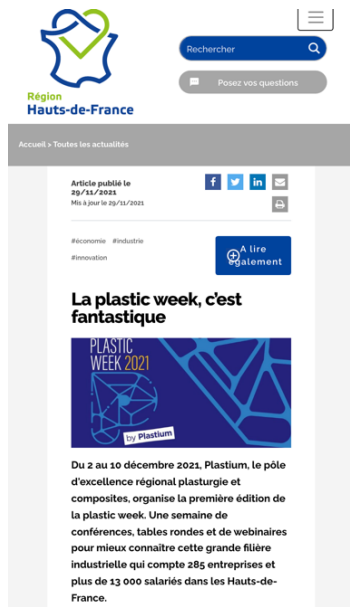 Région
Hauts-de-France
Rechercher
Posez vos questions
Accueil > Toutes les actualités
Article publié le
29/11/2021
Mis à jour le 29/11/2021
#économie #industrie
#innovation
A lire
également
La plastic week, c'est
fantastique
PLASTIC
WEEK 2021
by Plastium
Du 2 au 10 décembre 2021, Plastium, le pôle
d'excellence régional plasturgie et
composites, organise la première édition de
la plastic week. Une semaine de
conférences, tables rondes et de webinaires
pour mieux connaître cette grande filière
industrielle qui compte 285 entreprises et
plus de 13 000 salariés dans les Hauts-de-
France.